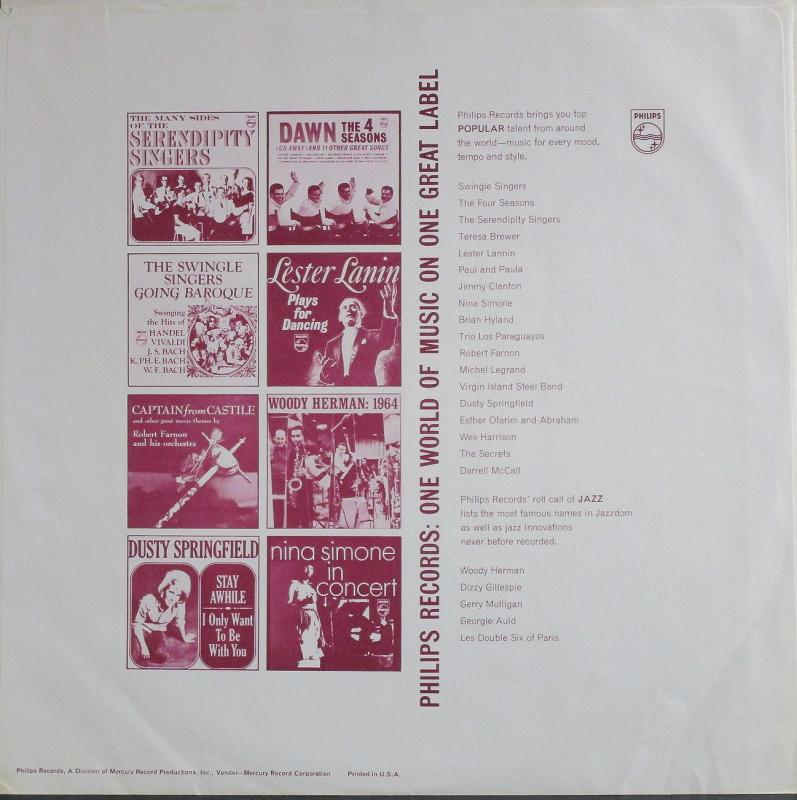 THE MANY SIDES
OF THE
SERENDIPITY
SINGERS
DAWN THE 4
SEASONS
(GO AWAY) AND 11 OTHER GREAT SONGS
THE SWINGLE
SINGERS
GOING BAROQUE
Swinging
the Hits of
HANDEL
VIVALDI
J. S. BACH
K. PH. E. BACH
W. F. BACH
Lester Lanin
Plays
for
Dancing
CAPTAIN from CASTILE
and other great movie themes by
Robert Farnon
and his orchestra
WOODY HERMAN: 1964
DUSTY SPRINGFIELD
STAY
AWHILE
I Only Want
To Be
With You
nina simone
in
concert
PHILIPS RECORDS: ONE WORLD OF MUSIC ON ONE GREAT LABEL
Philips Records brings you top
POPULAR talent from around
the world—music for every mood,
tempo and style.
PHILIPS
Swingle Singers
The Four Seasons
The Serendipity Singers
Teresa Brewer
Lester Lannin
Paul and Paula
Jimmy Clanton
Nina Simone
Brian Hyland
Trio Los Paraguayos
Robert Farnon
Michel Legrand
Virgin Island Steel Band
Dusty Springfield
Esther Ofarim and Abraham
Wes Harrison
The Secrets
Darrell McCall
Philips Records' roll call of JAZZ
lists the most famous names in Jazzdom
as well as jazz innovations
never before recorded.
Woody Herman
Dizzy Gillespie
Gerry Mulligan
Georgie Auld
Les Double Six of Paris
Philips Records, A Division of Mercury Record Productions, Inc., Vendor—Mercury Record Corporation Printed in U.S.A.